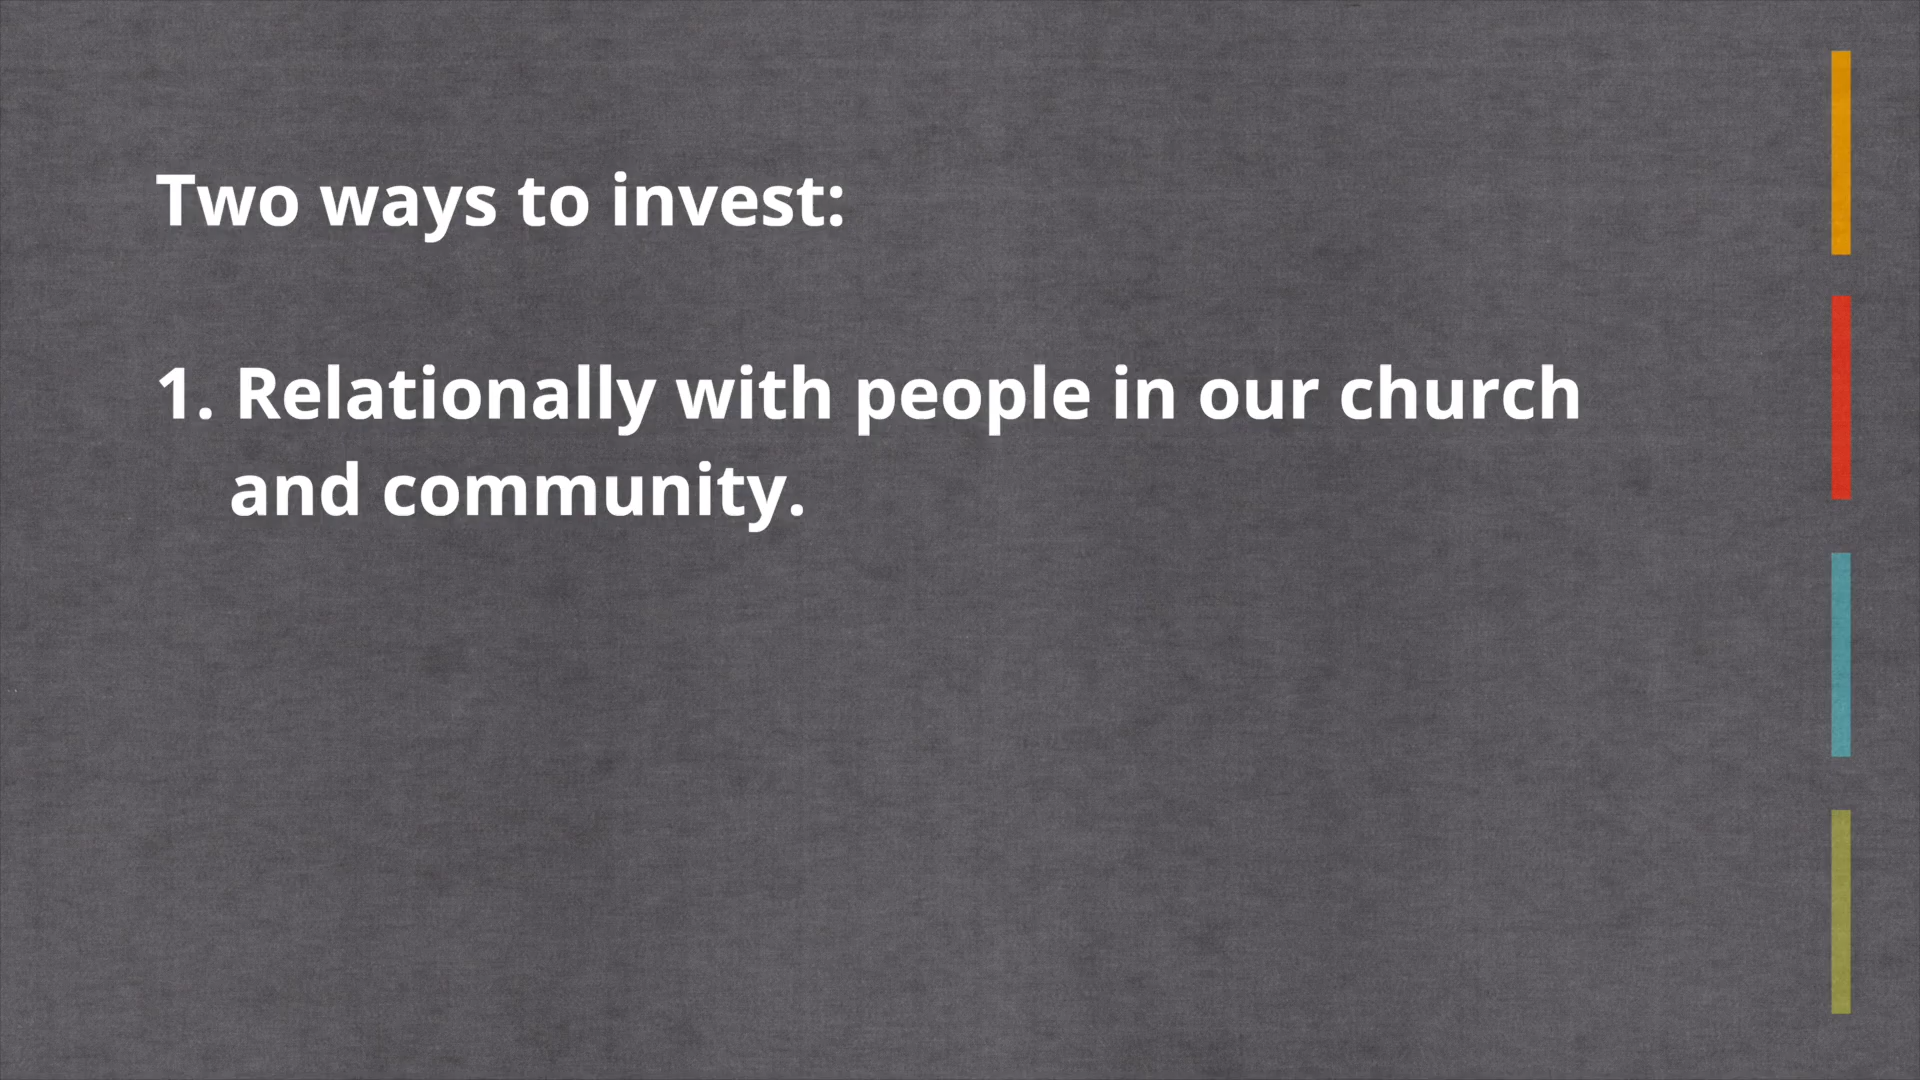 Two ways to invest:
1. Relationally with people in our church
and community.